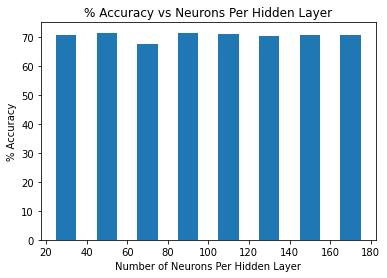 % Accuracy vs Neurons Per Hidden Layer
% Accuracy
70
60
50
40
30
20
10
0
20 40 60 80 100 120 140 160 180
Number of Neurons Per Hidden Layer